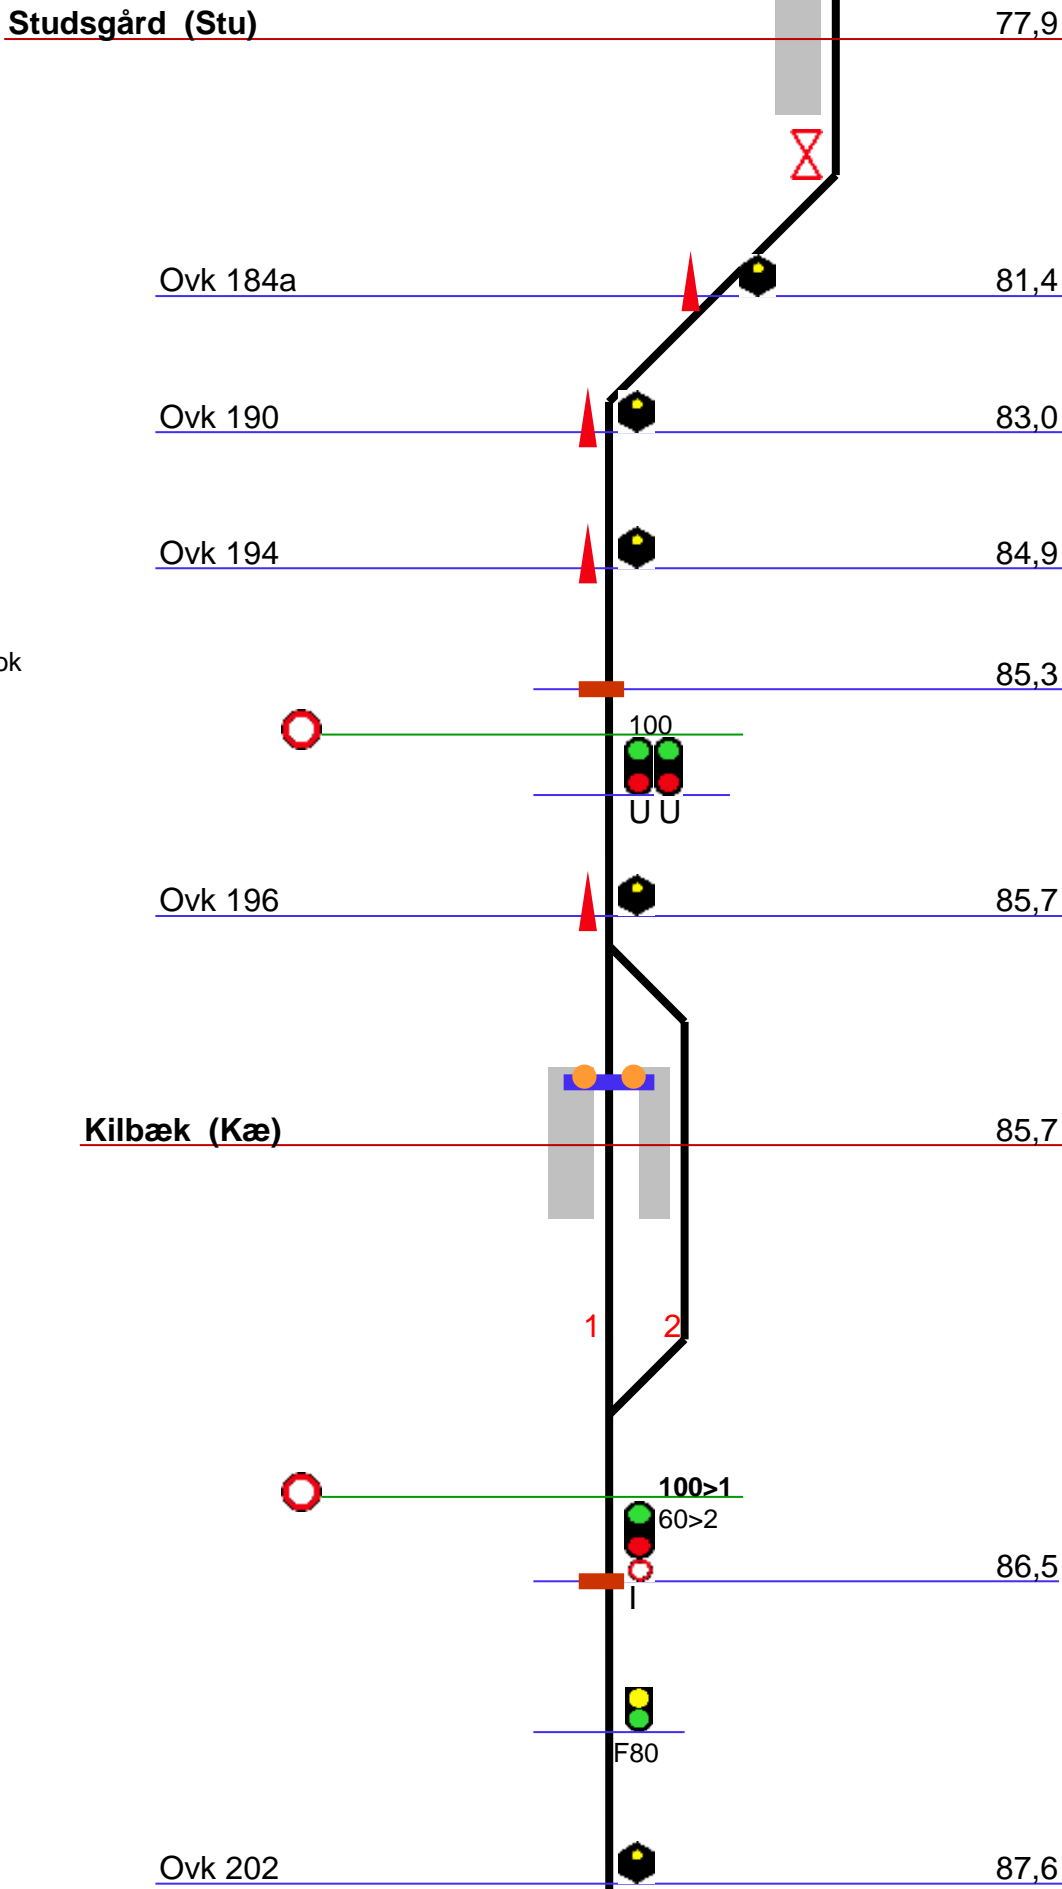 Studsgård (Stu) 77,9
Ovk 184a 81,4
Ovk 190 83,0
Ovk 194 84,9
ok 85,3
100
U U
Ovk 196 85,7
Kilbæk (Kæ) 85,7
1 2
100>1
60>2
86,5
I
F80
Ovk 202 87,6